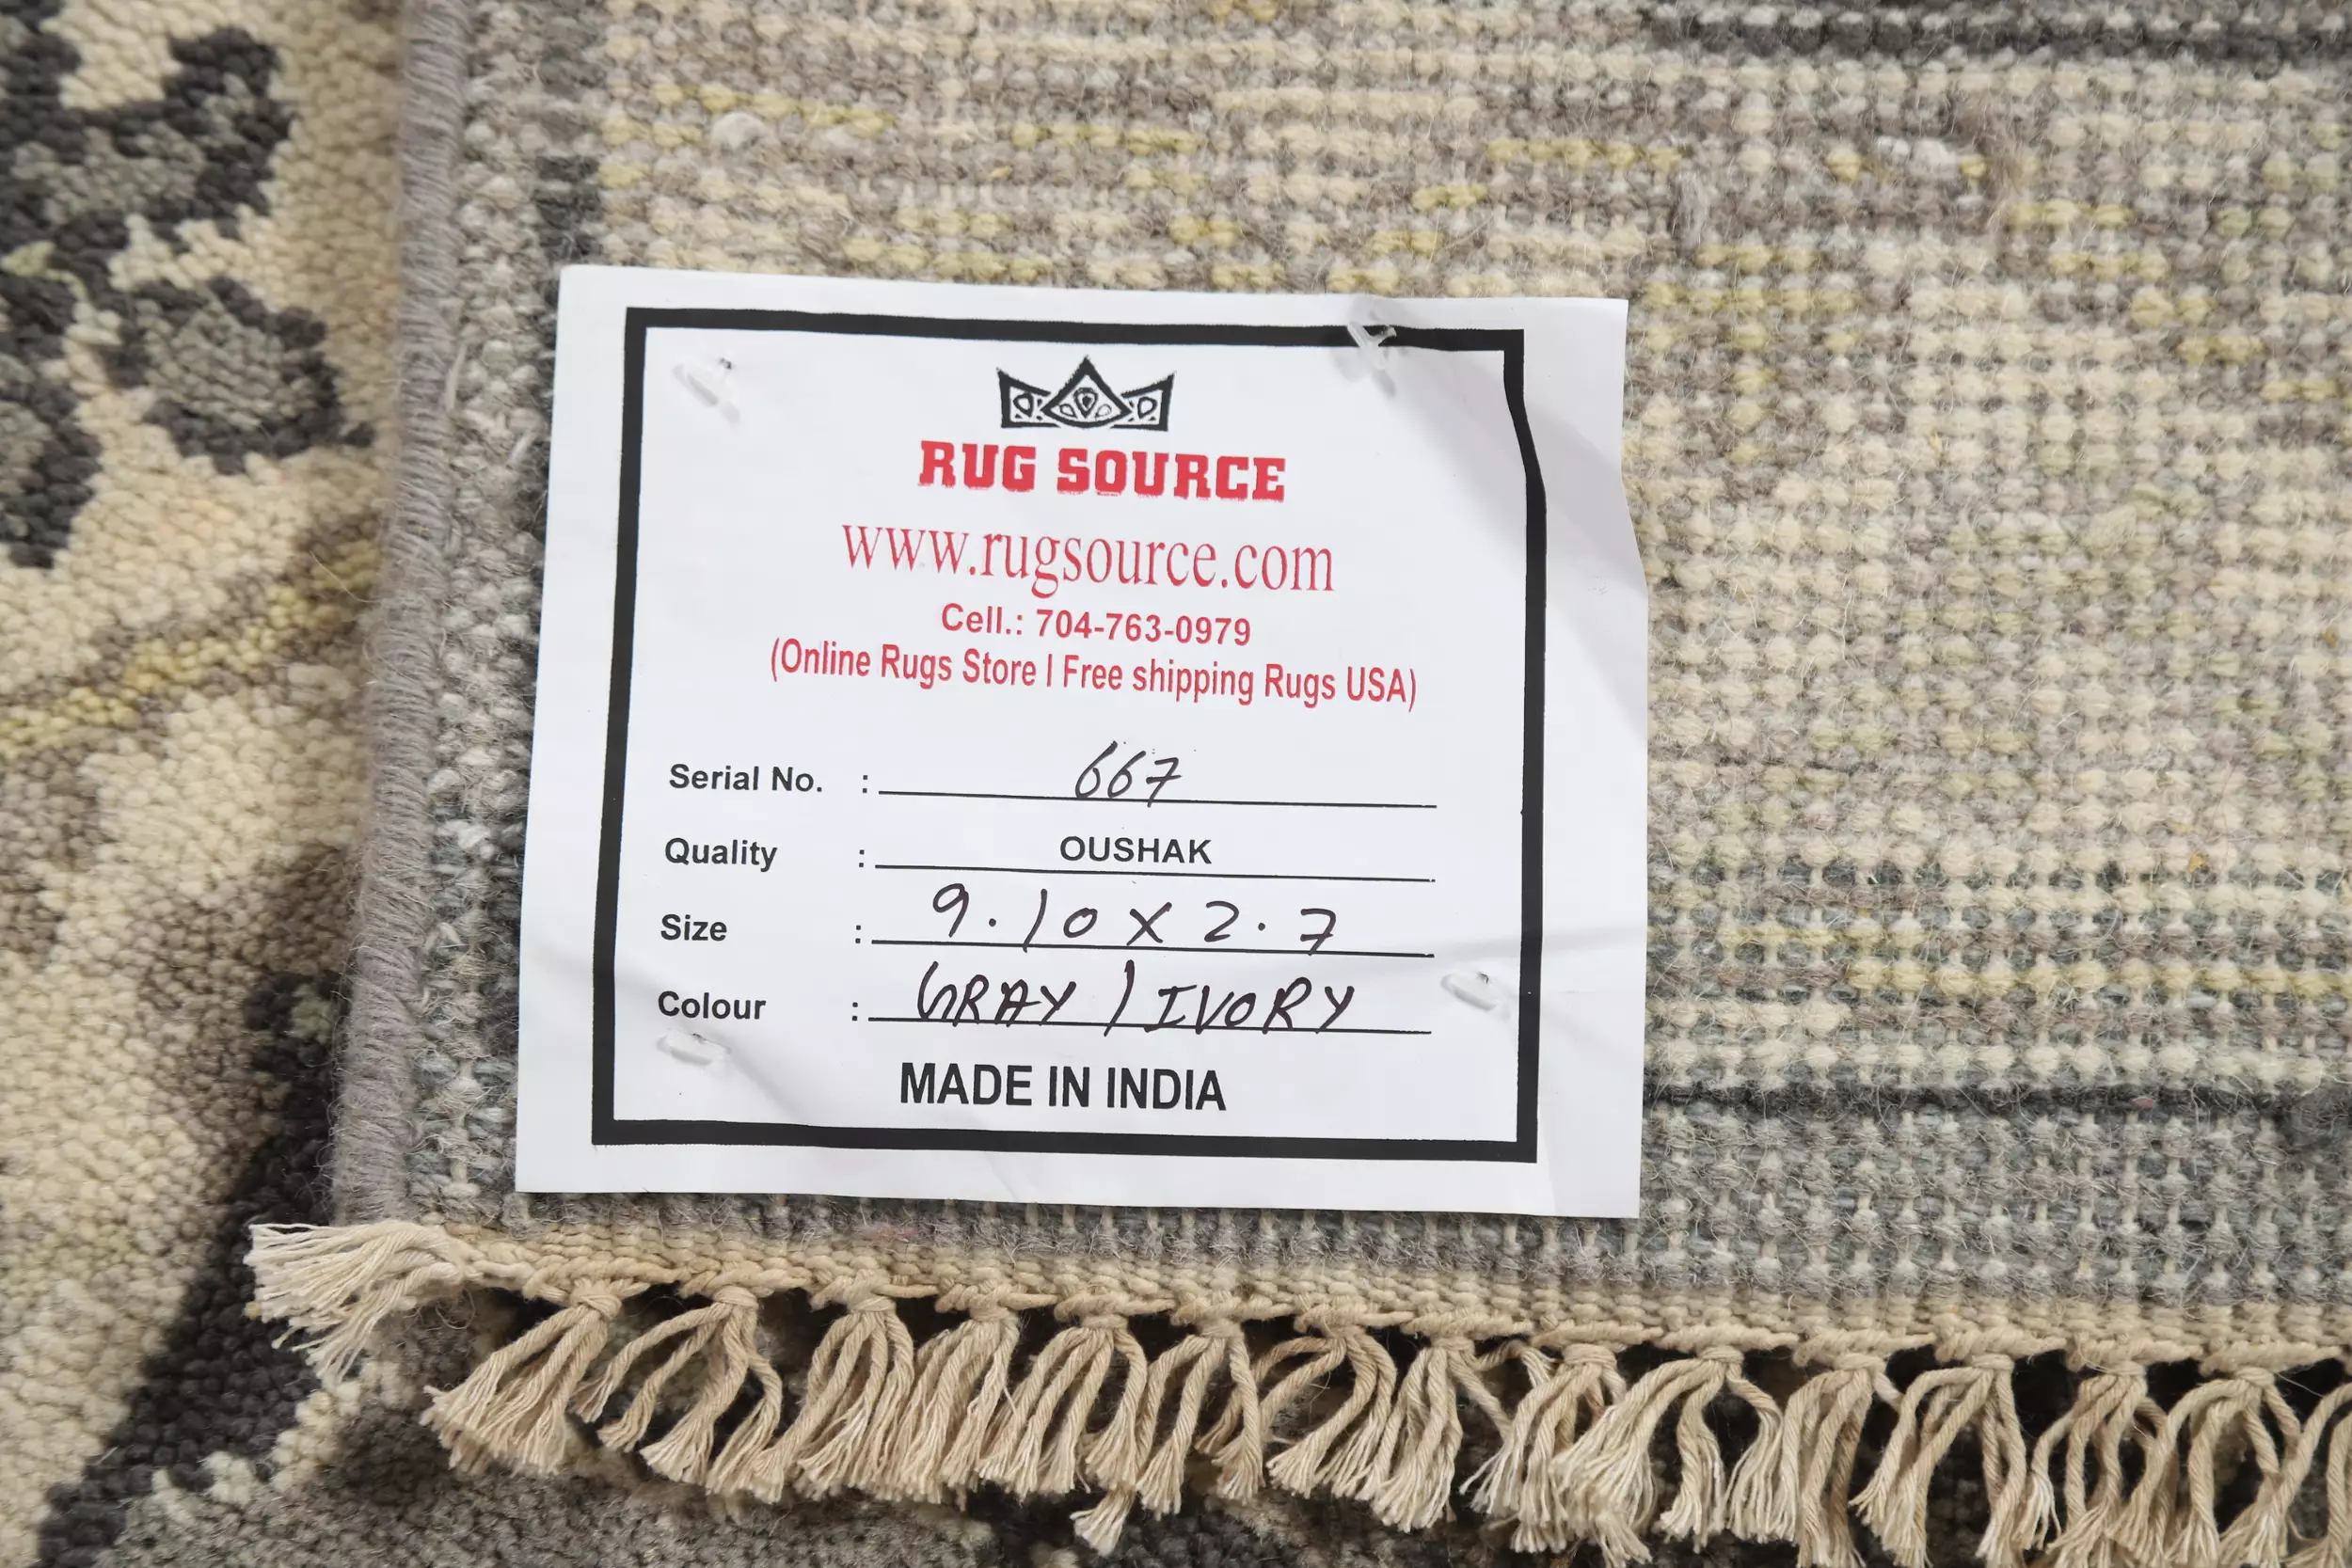 RUG SOURCE
www.rugsource.com
Cell.: 704-763-0979
(Online Rugs Store | Free shipping Rugs USA)
Serial No. : 667
Quality : OUSHAK
Size : 9.10 X 2.7
Colour : GRAY / IVORY
MADE IN INDIA